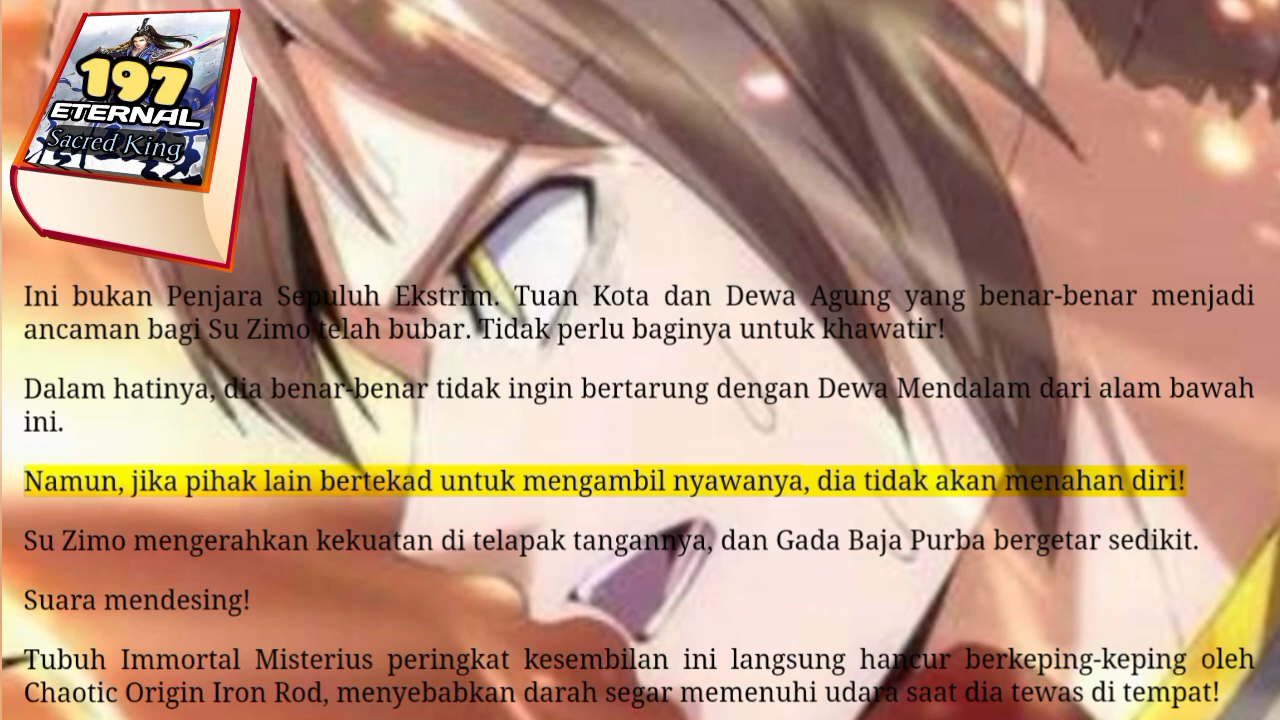 197
ETERNAL
Sacred King
Ini bukan Penjara Sepuluh Ekstrim. Tuan Kota dan Dewa Agung yang benar-benar menjadi
ancaman bagi Su Zimo telah bubar. Tidak perlu baginya untuk khawatir!
Dalam hatinya, dia benar-benar tidak ingin bertarung dengan Dewa Mendalam dari alam bawah
ini.
Namun, jika pihak lain bertekad untuk mengambil nyawanya, dia tidak akan menahan diri!
Su Zimo mengerahkan kekuatan di telapak tangannya, dan Gada Baja Purba bergetar sedikit.
Suara mendesing!
Tubuh Immortal Misterius peringkat kesembilan ini langsung hancur berkeping-keping oleh
Chaotic Origin Iron Rod, menyebabkan darah segar memenuhi udara saat dia tewas di tempat!